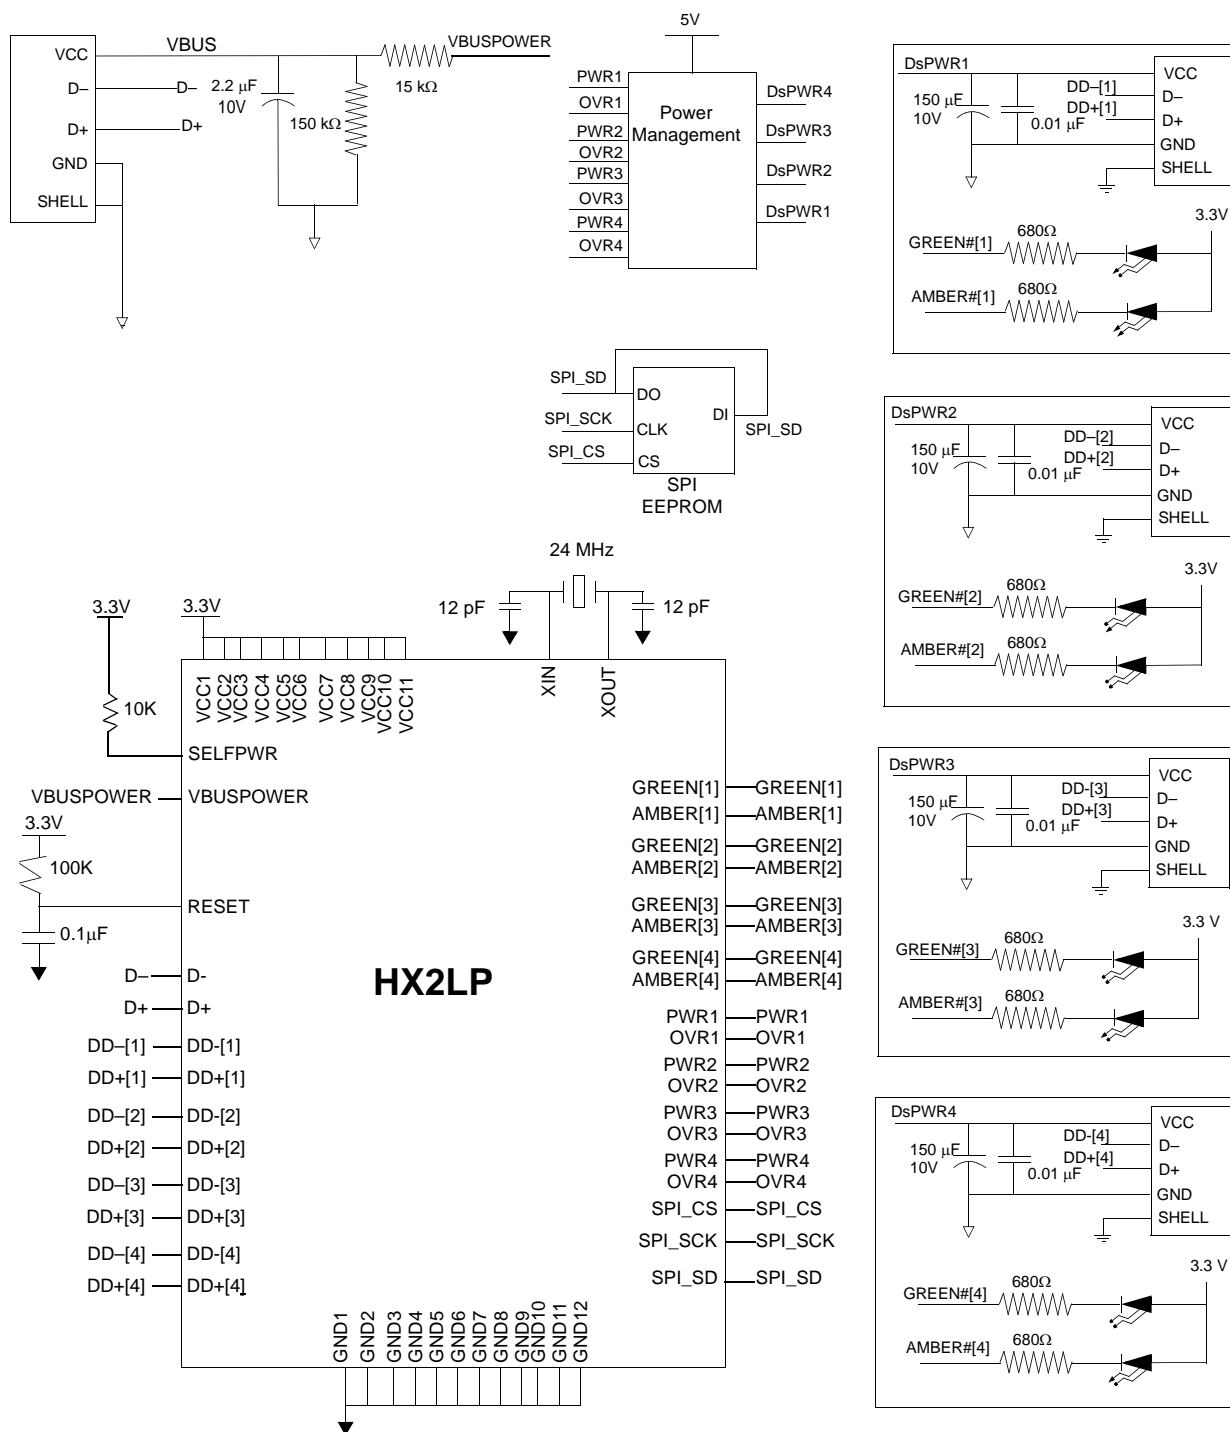 VCC
VBUS
VBUSPOWER
D–
D–
D+
D+
GND
SHELL
2.2 μF
10V
150 kΩ
15 kΩ
5V
PWR1
OVR1
PWR2
OVR2
PWR3
OVR3
PWR4
OVR4
Power
Management
DsPWR4
DsPWR3
DsPWR2
DsPWR1
DsPWR1
150 μF
10V
0.01 μF
DD–[1]
DD+[1]
VCC
D–
D+
GND
SHELL
3.3V
GREEN#[1]
680Ω
AMBER#[1]
680Ω
SPI_SD
SPI_SCK
SPI_CS
DO
CLK
CS
DI
SPI_SD
SPI
EEPROM
DsPWR2
150 μF
10V
0.01 μF
DD–[2]
DD+[2]
VCC
D–
D+
GND
SHELL
3.3V
GREEN#[2]
680Ω
AMBER#[2]
680Ω
24 MHz
12 pF
12 pF
3.3V
3.3V
10K
VCC1
VCC2
VCC3
VCC4
VCC5
VCC6
VCC7
VCC8
VCC9
VCC10
VCC11
XIN
XOUT
SELFPWR
VBUSPOWER
VBUSPOWER
3.3V
100K
RESET
0.1μF
HX2LP
D–
D-
D+
D+
DD–[1]
DD-[1]
DD+[1]
DD+[1]
DD–[2]
DD-[2]
DD+[2]
DD+[2]
DD–[3]
DD-[3]
DD+[3]
DD+[3]
DD–[4]
DD-[4]
DD+[4]
DD+[4]
GREEN[1]
GREEN[1]
AMBER[1]
AMBER[1]
GREEN[2]
GREEN[2]
AMBER[2]
AMBER[2]
GREEN[3]
GREEN[3]
AMBER[3]
AMBER[3]
GREEN[4]
GREEN[4]
AMBER[4]
AMBER[4]
PWR1
PWR1
OVR1
OVR1
PWR2
PWR2
OVR2
OVR2
PWR3
PWR3
OVR3
OVR3
PWR4
PWR4
OVR4
OVR4
SPI_CS
SPI_CS
SPI_SCK
SPI_SCK
SPI_SD
SPI_SD
GND1
GND2
GND3
GND4
GND5
GND6
GND7
GND8
GND9
GND10
GND11
GND12
DsPWR3
150 μF
10V
0.01 μF
DD-[3]
DD+[3]
VCC
D–
D+
GND
SHELL
3.3 V
GREEN#[3]
680Ω
AMBER#[3]
680Ω
DsPWR4
150 μF
10V
0.01 μF
DD-[4]
DD+[4]
VCC
D–
D+
GND
SHELL
3.3 V
GREEN#[4]
680Ω
AMBER#[4]
680Ω